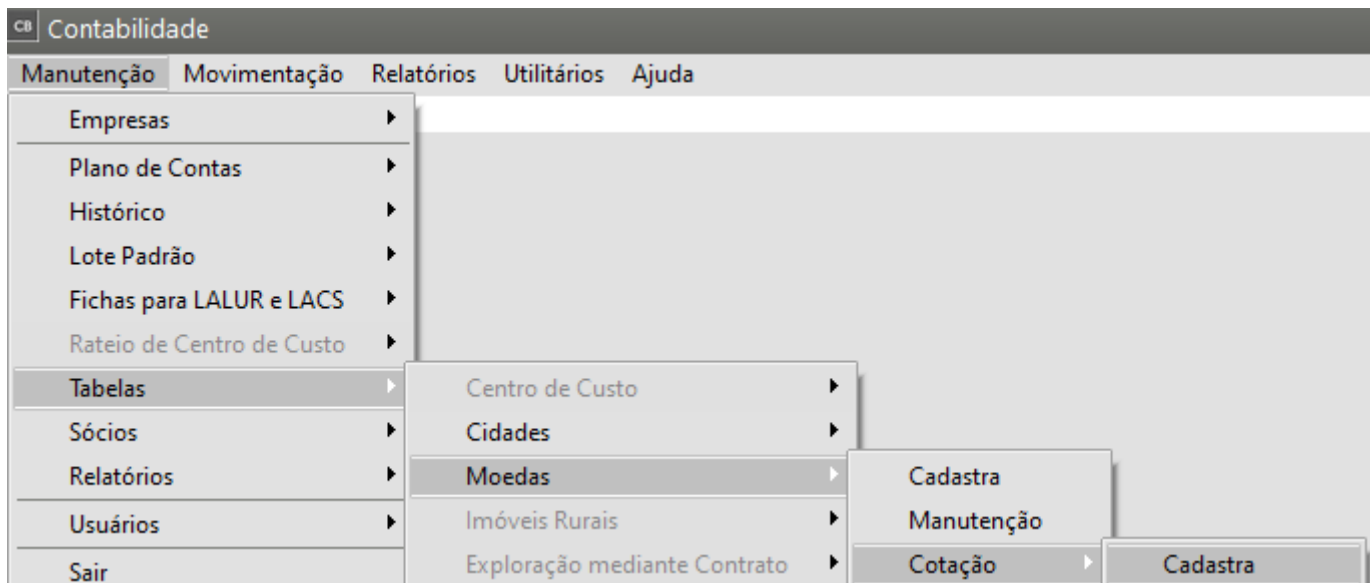 CB Contabilidade
Manutenção Movimentação Relatórios Utilitários Ajuda
Empresas
Plano de Contas
Histórico
Lote Padrão
Fichas para LALUR e LACS
Rateio de Centro de Custo
Tabelas
Sócios
Relatórios
Usuários
Sair
Centro de Custo
Cidades
Moedas
Imóveis Rurais
Exploração mediante Contrato
Cadastra
Manutenção
Cotação
Cadastra